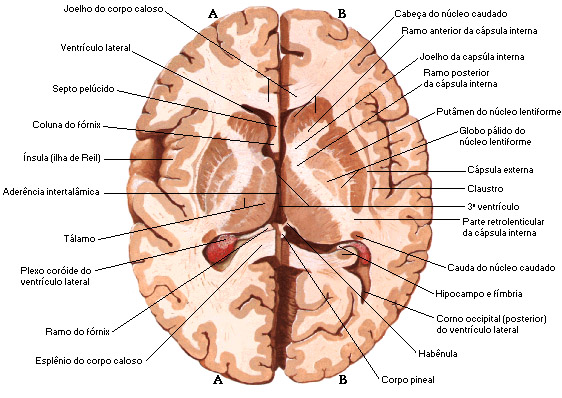 A
B
Joelho do corpo caloso
Ventrículo lateral
Septo pelúcido
Coluna do fórnix
Ínsula (ilha de Reil)
Aderência intertalâmica
Tálamo
Plexo coróide do
ventrículo lateral
Ramo do fórnix
Esplênio do corpo caloso
Cabeça do núcleo caudado
Ramo anterior da cápsula interna
Joelho da capsúla interna
Ramo posterior
da cápsula interna
Putâmen do núcleo lentiforme
Globo pálido do
núcleo lentiforme
Cápsula externa
Claustro
3º ventrículo
Parte retrolenticular
da cápsula interna
Cauda do núcleo caudado
Hipocampo e fímbria
Corno occipital (posterior)
do ventrículo lateral
Habênula
Corpo pineal
A
B